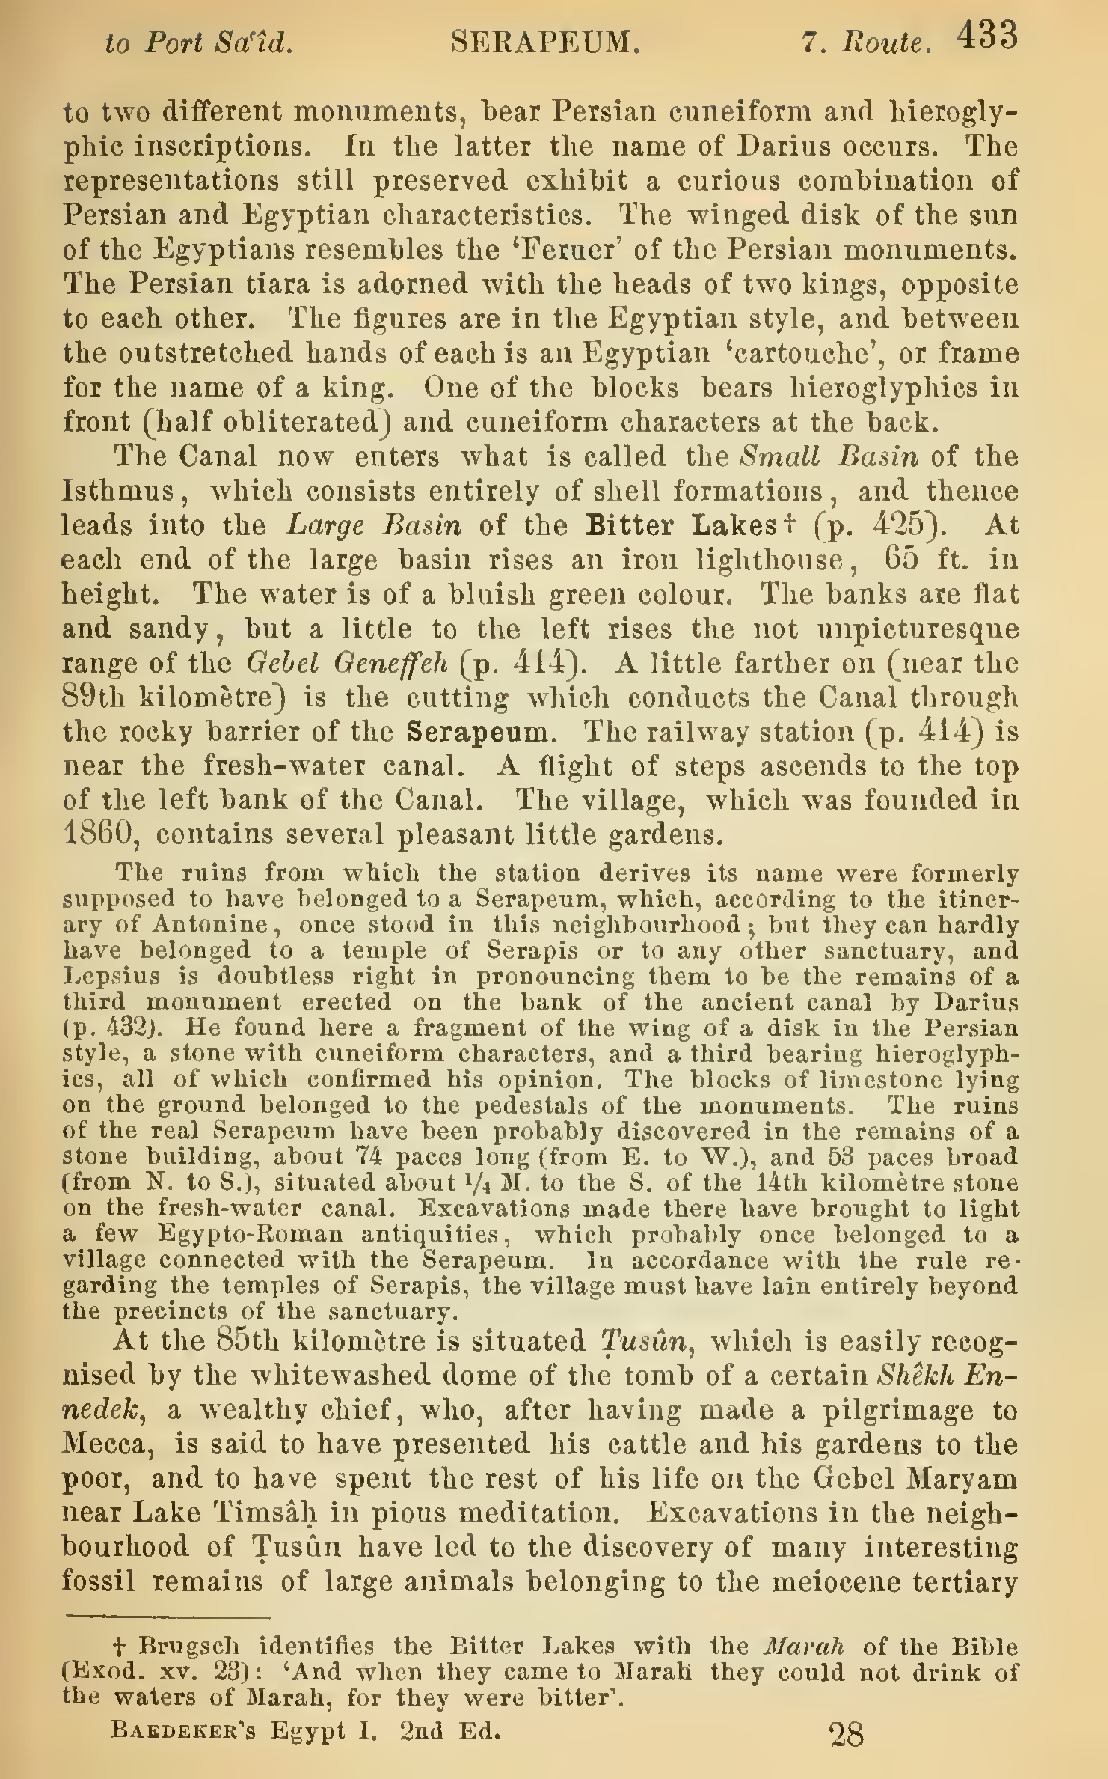 to Port Sa'îd. SERAPEUM. 7. Route. 433
to two different monuments, bear Persian cuneiform and hierogly-
phic inscriptions. In the latter the name of Darius occurs. The
representations still preserved exhibit a curious combination of
Persian and Egyptian characteristics. The winged disk of the sun
of the Egyptians resembles the ‘Feruer’ of the Persian monuments.
The Persian tiara is adorned with the heads of two kings, opposite
to each other. The figures are in the Egyptian style, and between
the outstretched hands of each is an Egyptian ‘cartouche’, or frame
for the name of a king. One of the blocks bears hieroglyphics in
front (half obliterated) and cuneiform characters at the back.
The Canal now enters what is called the Small Basin of the
Isthmus, which consists entirely of shell formations, and thence
leads into the Large Basin of the Bitter Lakes† (p. 425). At
each end of the large basin rises an iron lighthouse, 65 ft. in
height. The water is of a bluish green colour. The banks are flat
and sandy, but a little to the left rises the not unpicturesque
range of the Gebel Geneffeh (p. 414). A little farther on (near the
89th kilomètre) is the cutting which conducts the Canal through
the rocky barrier of the Serapeum. The railway station (p. 414) is
near the fresh-water canal. A flight of steps ascends to the top
of the left bank of the Canal. The village, which was founded in
1860, contains several pleasant little gardens.
The ruins from which the station derives its name were formerly
supposed to have belonged to a Serapeum, which, according to the itiner-
ary of Antonine, once stood in this neighbourhood; but they can hardly
have belonged to a temple of Serapis or to any other sanctuary, and
Lepsius is doubtless right in pronouncing them to be the remains of a
third monument erected on the bank of the ancient canal by Darius
(p. 432). He found here a fragment of the wing of a disk in the Persian
style, a stone with cuneiform characters, and a third bearing hieroglyph-
ics, all of which confirmed his opinion. The blocks of limestone lying
on the ground belonged to the pedestals of the monuments. The ruins
of the real Serapeum have been probably discovered in the remains of a
stone building, about 74 paces long (from E. to W.), and 53 paces broad
(from N. to S.), situated about 1/4 M. to the S. of the 14th kilomètre stone
on the fresh-water canal. Excavations made there have brought to light
a few Egypto-Roman antiquities, which probably once belonged to a
village connected with the Serapeum. In accordance with the rule re-
garding the temples of Serapis, the village must have lain entirely beyond
the precincts of the sanctuary.
At the 85th kilomètre is situated Ṭusûn, which is easily recog-
nised by the whitewashed dome of the tomb of a certain Shêkh En-
nedek, a wealthy chief, who, after having made a pilgrimage to
Mecca, is said to have presented his cattle and his gardens to the
poor, and to have spent the rest of his life on the Gebel Maryam
near Lake Timsâḥ in pious meditation. Excavations in the neigh-
bourhood of Ṭusûn have led to the discovery of many interesting
fossil remains of large animals belonging to the meiocene tertiary
† Brugsch identifies the Bitter Lakes with the Marah of the Bible
(Exod. xv. 23): ‘And when they came to Marah they could not drink of
the waters of Marah, for they were bitter’.
BAEDEKER's Egypt I. 2nd Ed. 28